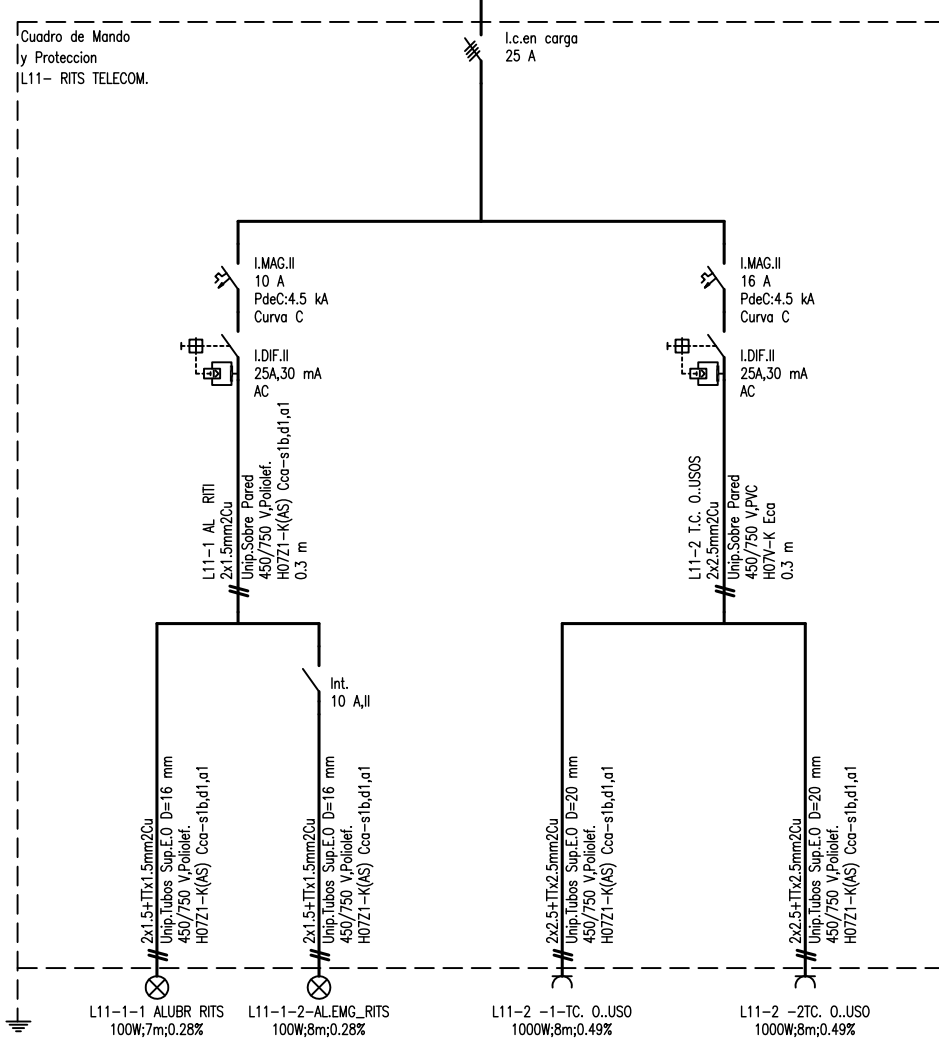 Cuadro de Mando
y Proteccion
L11- RITS TELECOM.
I.c.en carga
25 A
I.MAG.II
10 A
PdeC:4.5 kA
Curva C
I.DIF.II
25A,30 mA
AC
I.MAG.II
16 A
PdeC:4.5 kA
Curva C
I.DIF.II
25A,30 mA
AC
L11-1 AL RITI
2x1.5mm2Cu
Unip.Sobre Pared
450/750 V,Poliolef.
H07Z1-K(AS) Cca-s1b,d1,a1
0.3 m
L11-2 T.C. O..USOS
2x2.5mm2Cu
Unip.Sobre Pared
450/750 V,PVC
H07V-K Eca
0.3 m
Int.
10 A,II
2x1.5+TTx1.5mm2Cu
Unip.Tubos Sup.E.O D=16 mm
450/750 V,Poliolef.
H07Z1-K(AS) Cca-s1b,d1,a1
2x1.5+TTx1.5mm2Cu
Unip.Tubos Sup.E.O D=16 mm
450/750 V,Poliolef.
H07Z1-K(AS) Cca-s1b,d1,a1
2x2.5+TTx2.5mm2Cu
Unip.Tubos Sup.E.O D=20 mm
450/750 V,Poliolef.
H07Z1-K(AS) Cca-s1b,d1,a1
2x2.5+TTx2.5mm2Cu
Unip.Tubos Sup.E.O D=20 mm
450/750 V,Poliolef.
H07Z1-K(AS) Cca-s1b,d1,a1
L11-1-1 ALUBR RITS
100W;7m;0.28%
L11-1-2-AL.EMG_RITS
100W;8m;0.28%
L11-2 -1-TC. O..USO
1000W;8m;0.49%
L11-2 -2TC. O..USO
1000W;8m;0.49%